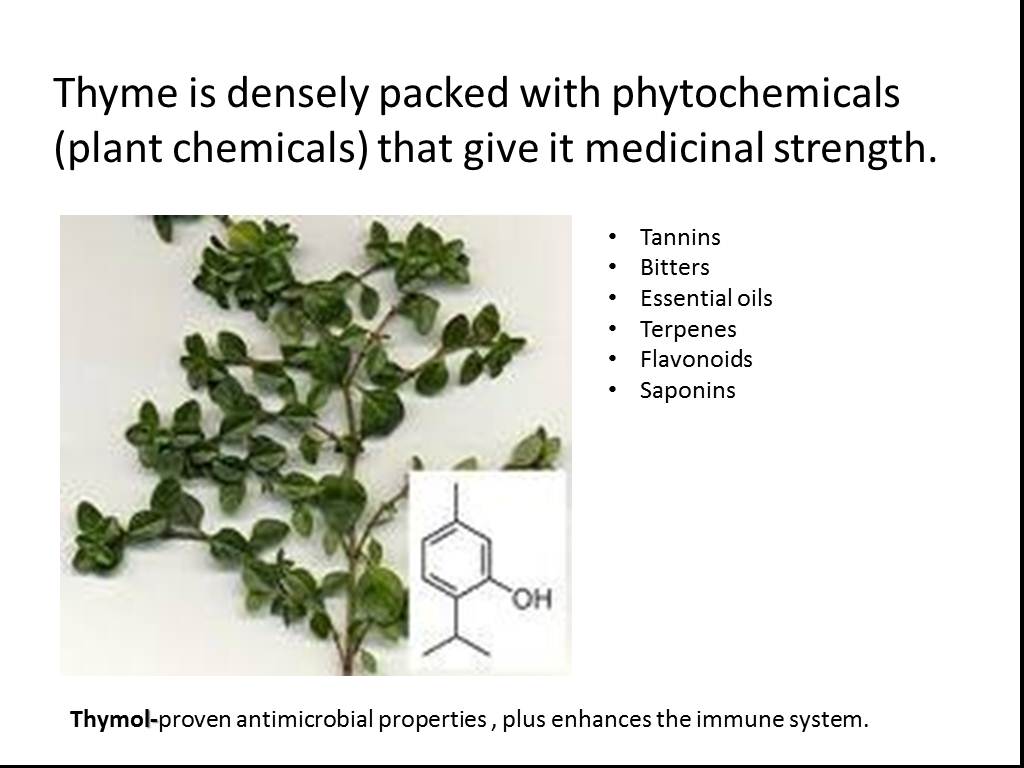 Thyme is densely packed with phytochemicals
(plant chemicals) that give it medicinal strength.
• Tannins
• Bitters
• Essential oils
• Terpenes
• Flavonoids
• Saponins
OH
Thymol-proven antimicrobial properties , plus enhances the immune system.